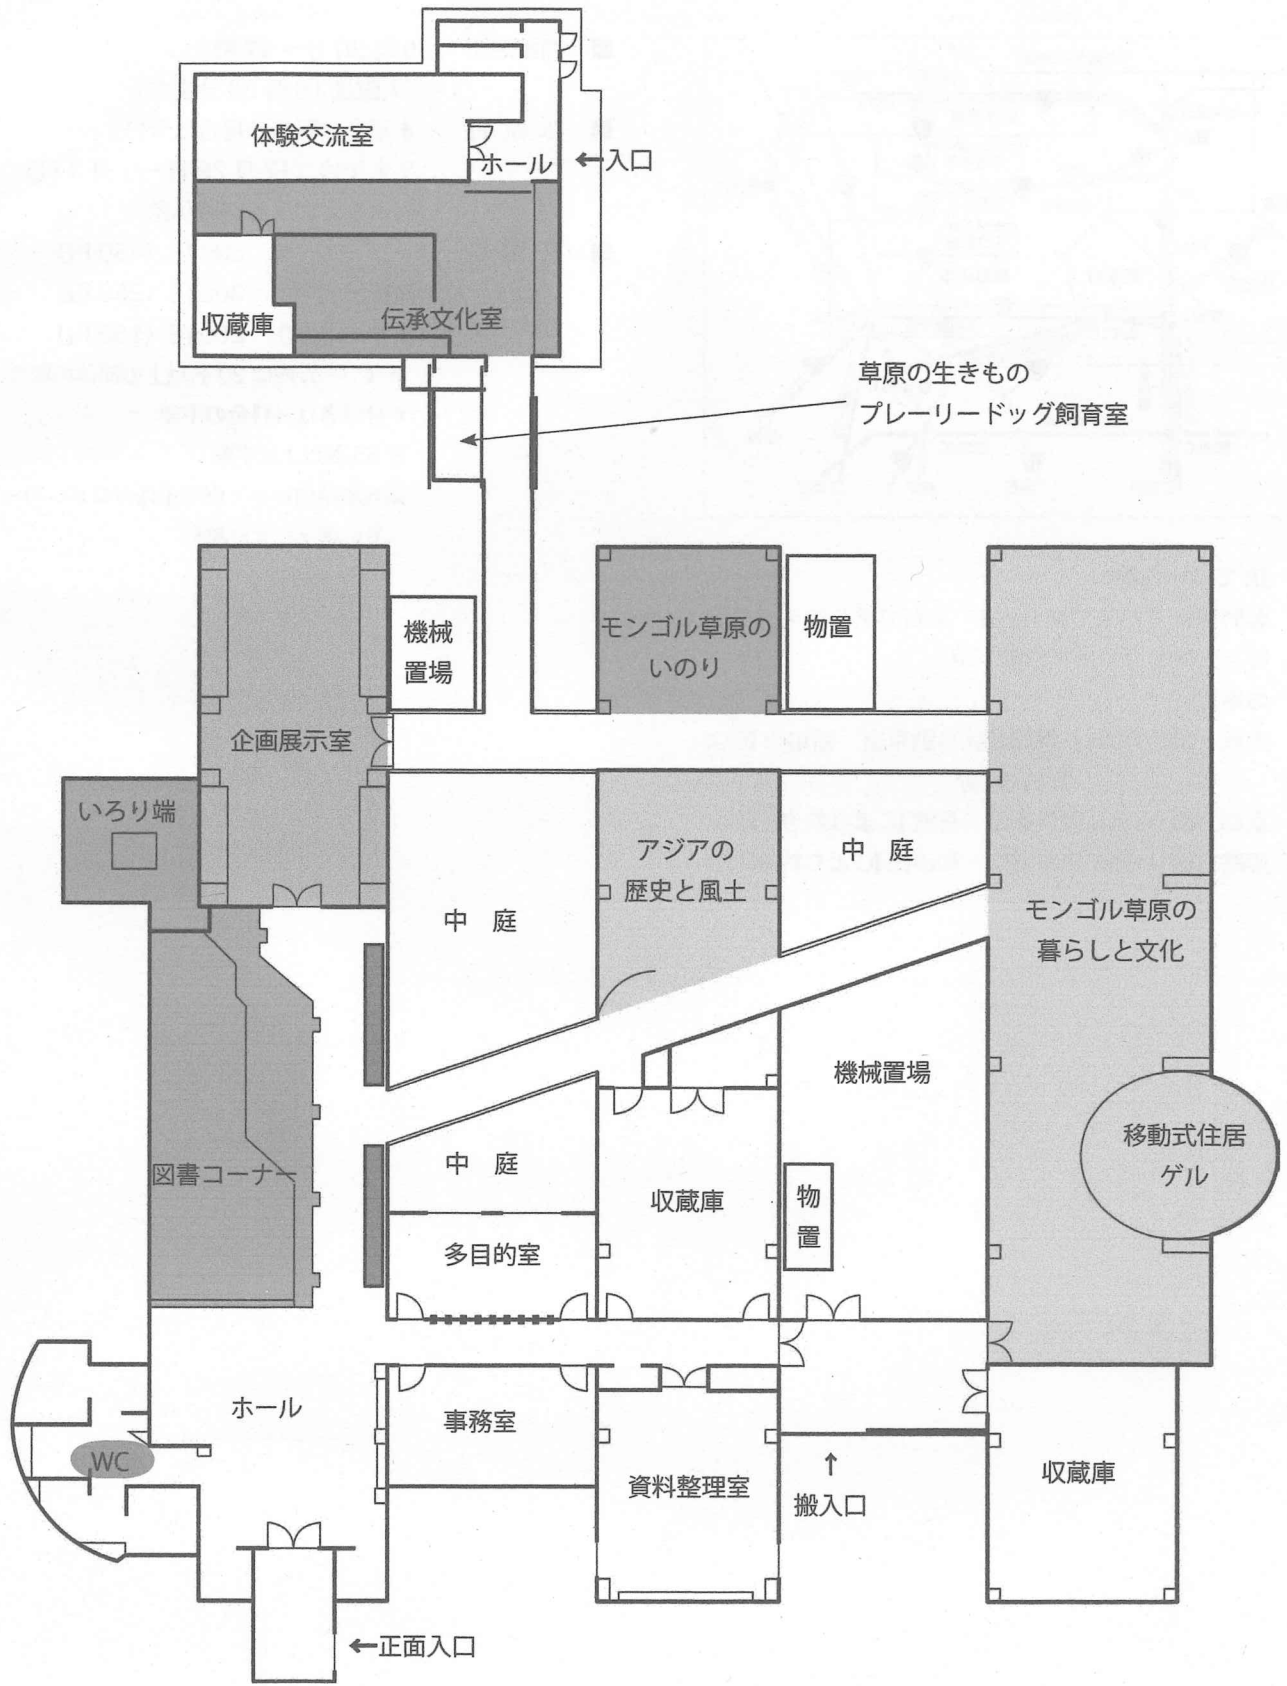 体験交流室
ホール
←入口
収蔵庫
伝承文化室
草原の生きもの
プレーリードッグ飼育室
機械
置場
モンゴル草原の
いのり
物置
企画展示室
いろり端
中 庭
アジアの
歴史と風土
中 庭
モンゴル草原の
暮らしと文化
機械置場
中 庭
図書コーナー
収蔵庫
物
置
移動式住居
ゲル
多目的室
ホール
事務室
WC
資料整理室
↑
搬入口
収蔵庫
←正面入口